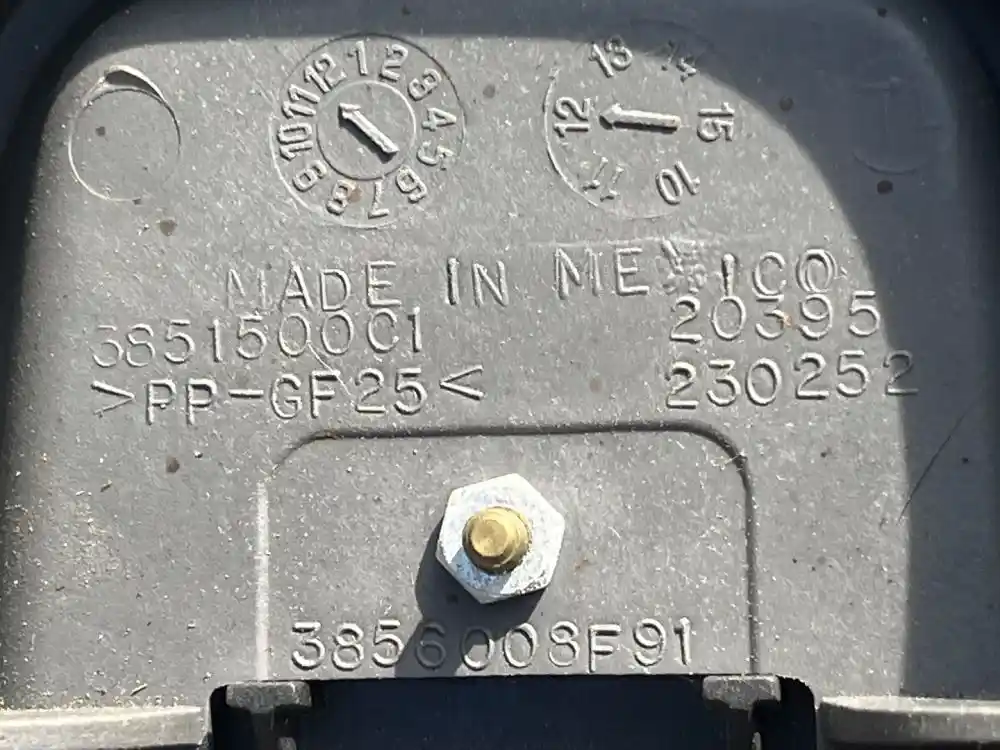 1 2 3 4 5 6 7 8 9 10 11 12
10 11 12 13 14 15
MADE IN MEXICO
3851500C1 20395
>PP-GF25< 230252
3856008F91